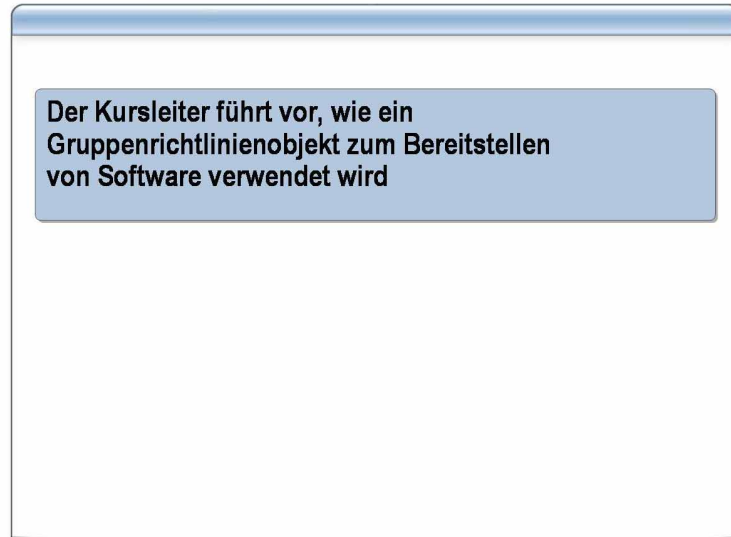 Der Kursleiter führt vor, wie ein
Gruppenrichtlinienobjekt zum Bereitstellen
von Software verwendet wird